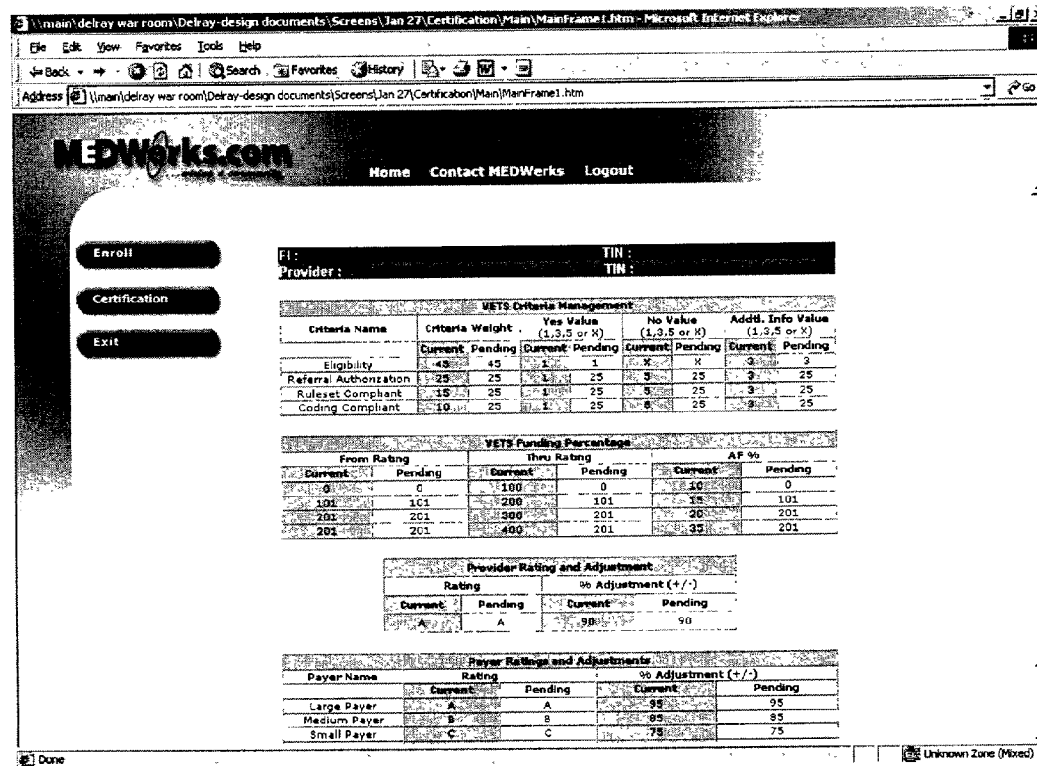 \\main\delray war room\Delray-design documents\Screens\Jan 27\Certification\Main\MainFrame1.htm - Microsoft Internet Explorer
File Edit View Favorites Tools Help
Back Search Favorites History
Address \\main\delray war room\Delray-design documents\Screens\Jan 27\Certification\Main\MainFrame1.htm Go
MEDWerks.com
Home Contact MEDWerks Logout
Enroll
Certification
Exit
FI : TIN :
Provider : TIN :
VETS Criteria Management
Criteria Name Criteria Weight Yes Value (1,3,5 or X) No Value (1,3,5 or X) Addtl. Info Value (1,3,5 or X)
Current Pending Current Pending Current Pending Current Pending
Eligibility 45 45 1 1 X X 3 3
Referral Authorization 25 25 1 25 5 25 3 25
Ruleset Compliant 15 25 1 25 5 25 3 25
Coding Compliant 10 25 1 25 25 3 25
VETS Funding Percentage
From Rating Thru Rating AF %
Current Pending Current Pending Current Pending
0 0 100 0 10 0
101 101 200 101 15 101
201 201 300 201 20 201
201 201 400 201 35 201
Provider Rating and Adjustment
Rating % Adjustment (+/-)
Current Pending Current Pending
A A 90 90
Payer Ratings and Adjustments
Payer Name Rating % Adjustment (+/-)
Current Pending Current Pending
Large Payer A A 95 95
Medium Payer B B 85 85
Small Payer C C 75 75
Done Unknown Zone (Mixed)